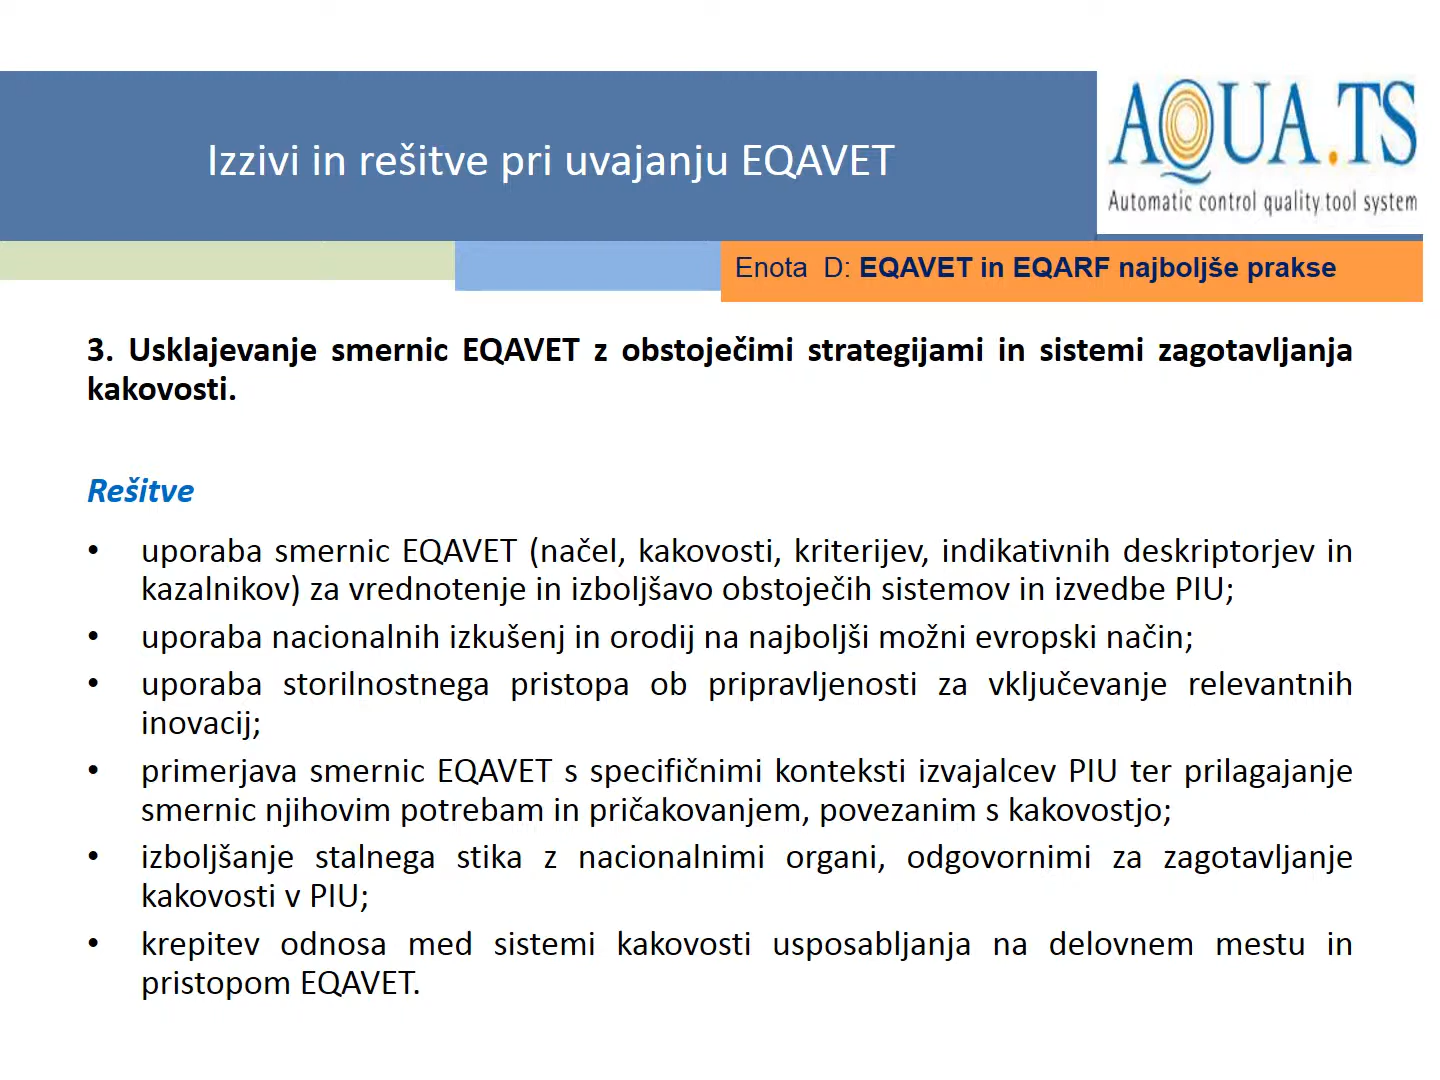 Izzivi in rešitve pri uvajanju EQAVET
AQUA.TS
Automatic control quality tool system
Enota D: EQAVET in EQARF najboljše prakse
3. Usklajevanje smernic EQAVET z obstoječimi strategijami in sistemi zagotavljanja
kakovosti.
Rešitve
• uporaba smernic EQAVET (načel, kakovosti, kriterijev, indikativnih deskriptorjev in
kazalnikov) za vrednotenje in izboljšavo obstoječih sistemov in izvedbe PIU;
• uporaba nacionalnih izkušenj in orodij na najboljši možni evropski način;
• uporaba storilnostnega pristopa ob pripravljenosti za vključevanje relevantnih
inovacij;
• primerjava smernic EQAVET s specifičnimi konteksti izvajalcev PIU ter prilagajanje
smernic njihovim potrebam in pričakovanjem, povezanim s kakovostjo;
• izboljšanje stalnega stika z nacionalnimi organi, odgovornimi za zagotavljanje
kakovosti v PIU;
• krepitev odnosa med sistemi kakovosti usposabljanja na delovnem mestu in
pristopom EQAVET.